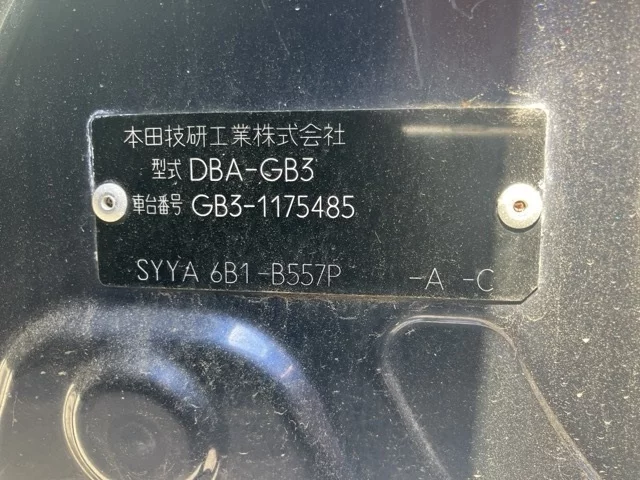 本田技研工業株式会社
型式 DBA-GB3
車台番号 GB3-1175485
SYYA 6B1-B557P -A -C